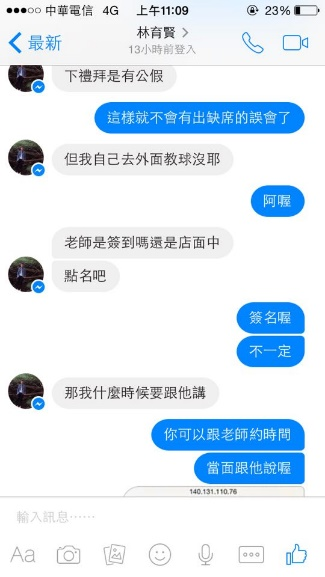 中華電信 4G 上午11:09 23%
最新
林育賢
13小時前登入
下禮拜是有公假
這樣就不會有出缺席的誤會了
但我自己去外面教球沒耶
阿喔
老師是簽到嗎還是店面中
點名吧
簽名喔
不一定
那我什麼時候要跟他講
你可以跟老師約時間
當面跟他說喔
140.131.110.76
輸入訊息……
Aa